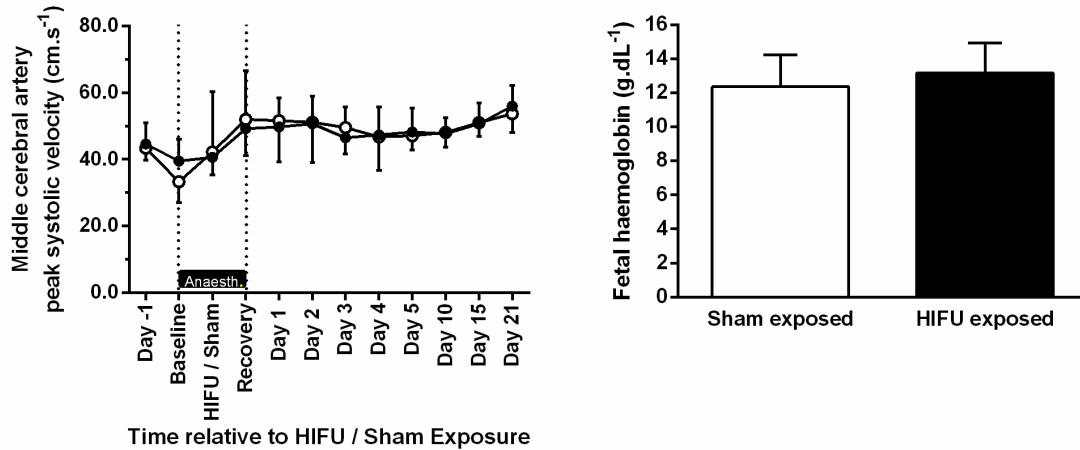 Middle cerebral artery
peak systolic velocity (cm.s-1)
80.0
60.0
40.0
20.0
0.0
Anaesth.
Day -1
Baseline
HIFU / Sham
Recovery
Day 1
Day 2
Day 3
Day 4
Day 5
Day 10
Day 15
Day 21
Time relative to HIFU / Sham Exposure
Fetal haemoglobin (g.dL-1)
16
14
12
10
8
6
4
2
0
Sham exposed
HIFU exposed